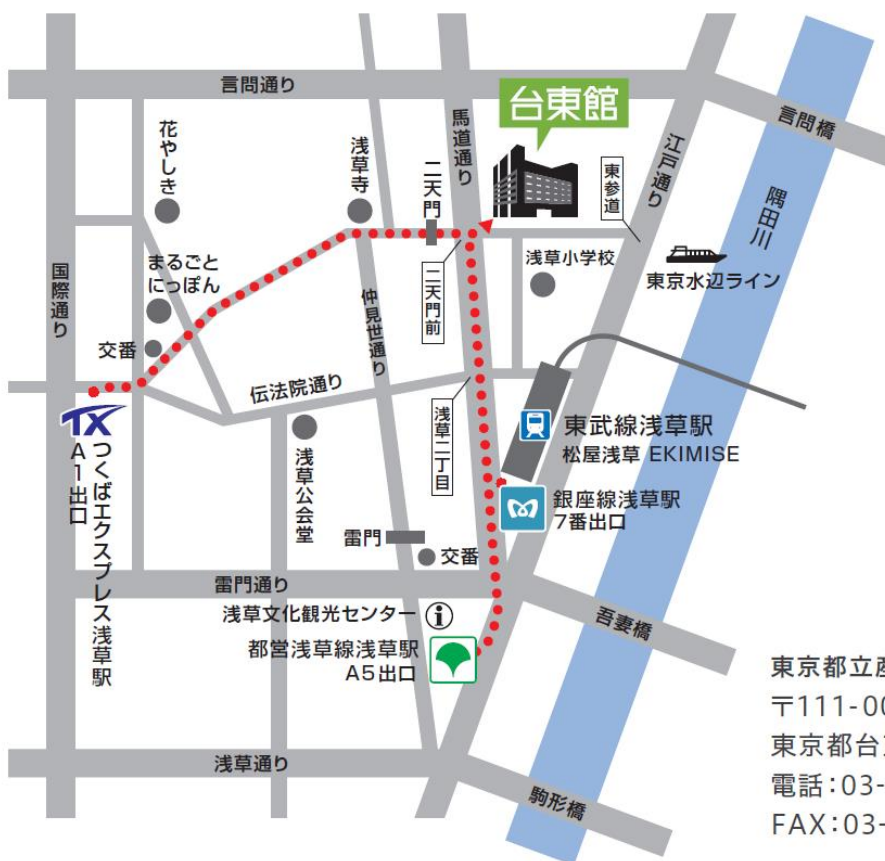 言問通り
台東館
言問橋
花やしき
浅草寺
二天門
馬道通り
東参道
江戸通り
隅田川
国際通り
まるごと
にっぽん
二天門前
浅草小学校
東京水辺ライン
仲見世通り
交番
伝法院通り
浅草二丁目
TX
つくばエクスプレス浅草駅
A1出口
浅草公会堂
東武線浅草駅
松屋浅草 EKIMISE
銀座線浅草駅
7番出口
雷門
交番
雷門通り
浅草文化観光センター
都営浅草線浅草駅
A5出口
吾妻橋
浅草通り
駒形橋
東京都立産
〒111-00
東京都台東
電話：03-
FAX：03-